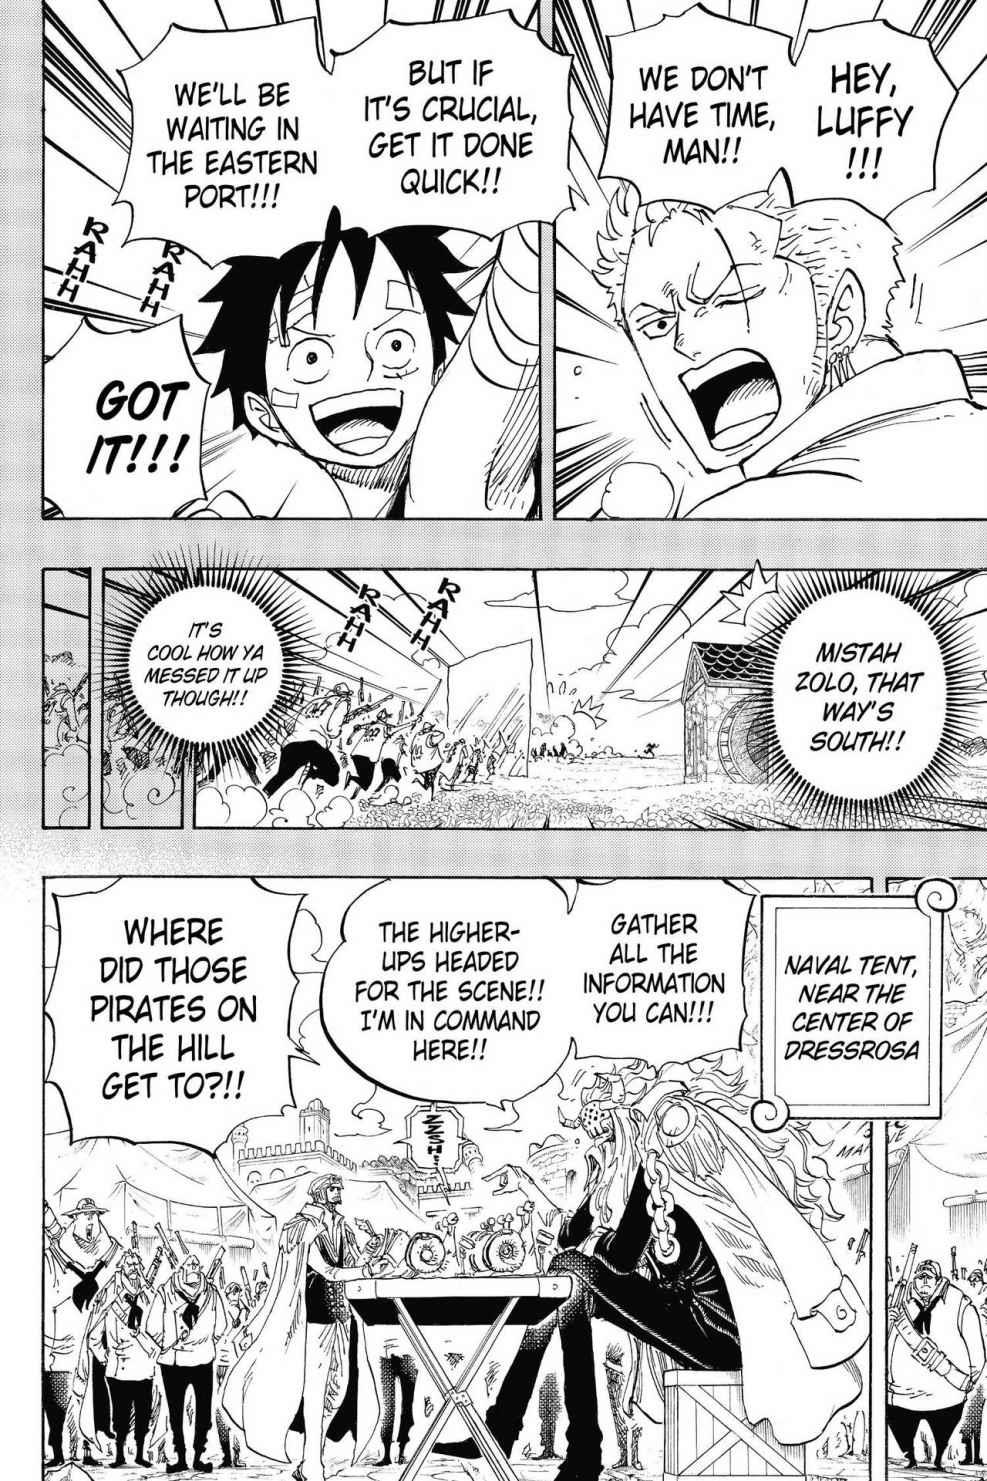 HEY,
LUFFY
!!!
WE DON'T
HAVE TIME,
MAN!!
BUT IF
IT'S CRUCIAL,
GET IT DONE
QUICK!!
WE'LL BE
WAITING IN
THE EASTERN
PORT!!!
RAHH
RAHH
GOT
IT!!!
MISTAH
ZOLO, THAT
WAY'S
SOUTH!!
RAHH
RAHH
IT'S
COOL HOW YA
MESSED IT UP
THOUGH!!
NAVAL TENT,
NEAR THE
CENTER OF
DRESSROSA
GATHER
ALL THE
INFORMATION
YOU CAN!!!
THE HIGHER-
UPS HEADED
FOR THE SCENE!!
I'M IN COMMAND
HERE!!
WHERE
DID THOSE
PIRATES ON
THE HILL
GET TO?!!
ZZSH...